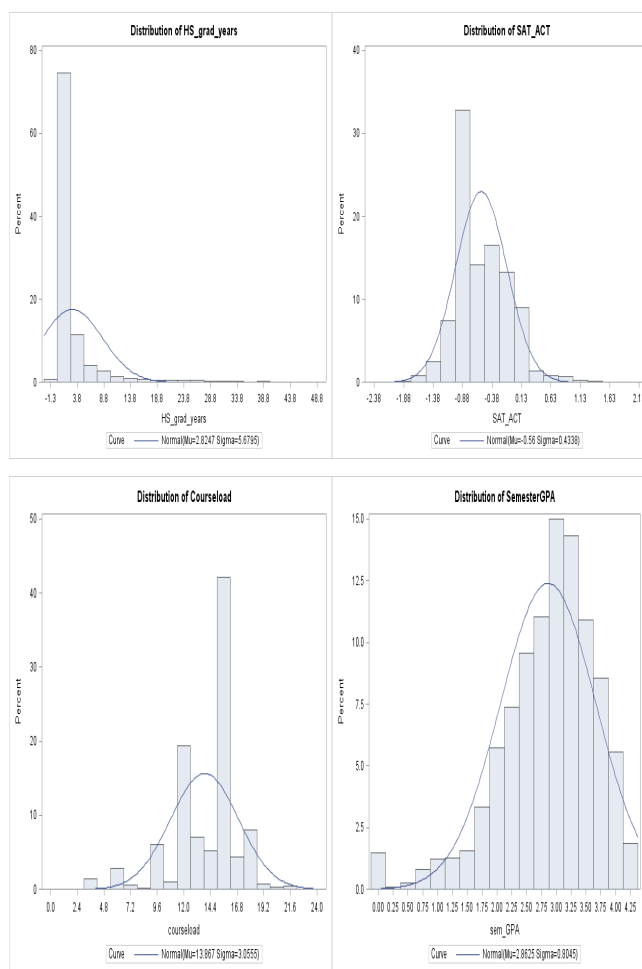 Distribution of HS_grad_years
80
60
40
20
0
Percent
-1.3 3.8 8.8 13.8 18.8 23.8 28.8 33.8 38.8 43.8 48.8
HS_grad_years
Curve Normal(Mu=2.8247 Sigma=5.6795)
Distribution of SAT_ACT
40
30
20
10
0
Percent
-2.38 -1.88 -1.38 -0.88 -0.38 0.13 0.63 1.13 1.63
SAT_ACT
Curve Normal(Mu=-0.56 Sigma=0.4338)
Distribution of Courseload
50
40
30
20
10
0
Percent
0.0 2.4 4.8 7.2 9.6 12.0 14.4 16.8 19.2 21.6 24.0
courseload
Curve Normal(Mu=13.867 Sigma=3.0555)
Distribution of SemesterGPA
15.0
12.5
10.0
7.5
5.0
2.5
0
Percent
0.00 0.25 0.50 0.75 1.00 1.25 1.50 1.75 2.00 2.25 2.50 2.75 3.00 3.25 3.50 3.75 4.00 4.25
sem_GPA
Curve Normal(Mu=2.8625 Sigma=0.8045)